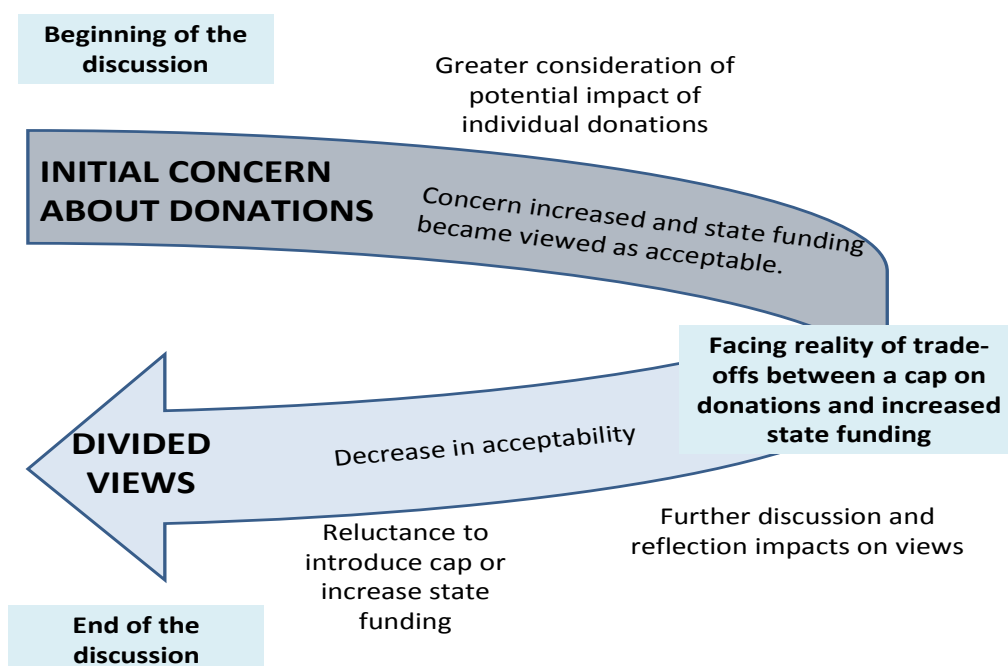 Beginning of the
discussion
Greater consideration of
potential impact of
individual donations
INITIAL CONCERN
ABOUT DONATIONS
Concern increased and state funding
became viewed as acceptable.
Facing reality of trade-
offs between a cap on
donations and increased
state funding
Further discussion and
reflection impacts on views
Decrease in acceptability
Reluctance to
introduce cap or
increase state
funding
DIVIDED
VIEWS
End of the
discussion